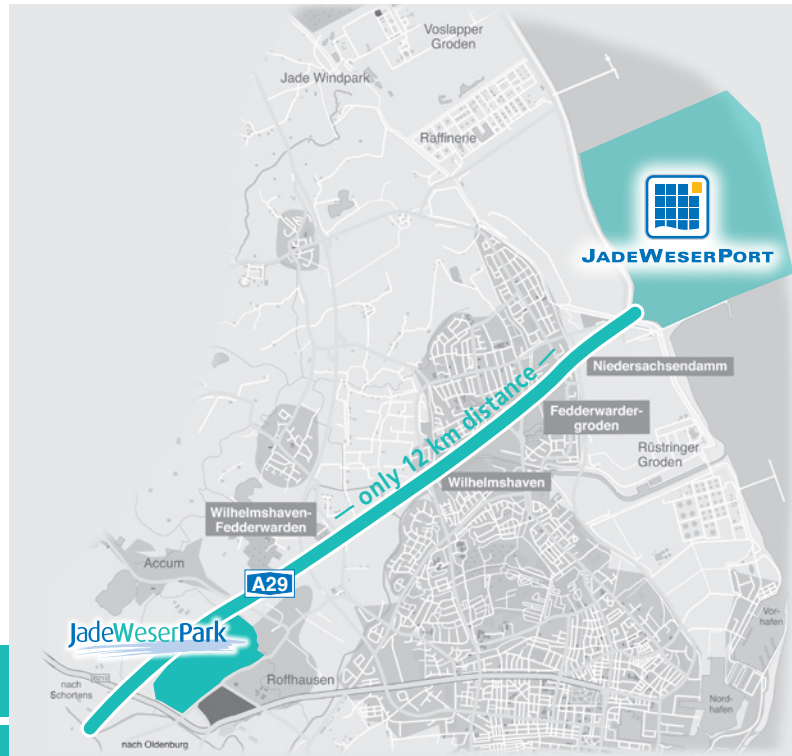 Voslapper
Groden
Jade Windpark
Raffinerie
JADEWESERPORT
Niedersachsendamm
— only 12 km distance —
Fedderwarder-
groden
Rüstringer
Groden
Wilhelmshaven
Wilhelmshaven-
Fedderwarden
Accum
A29
JadeWeserPark
Vor-
hafen
Roffhausen
nach
Schortens
Nord-
hafen
nach Oldenburg